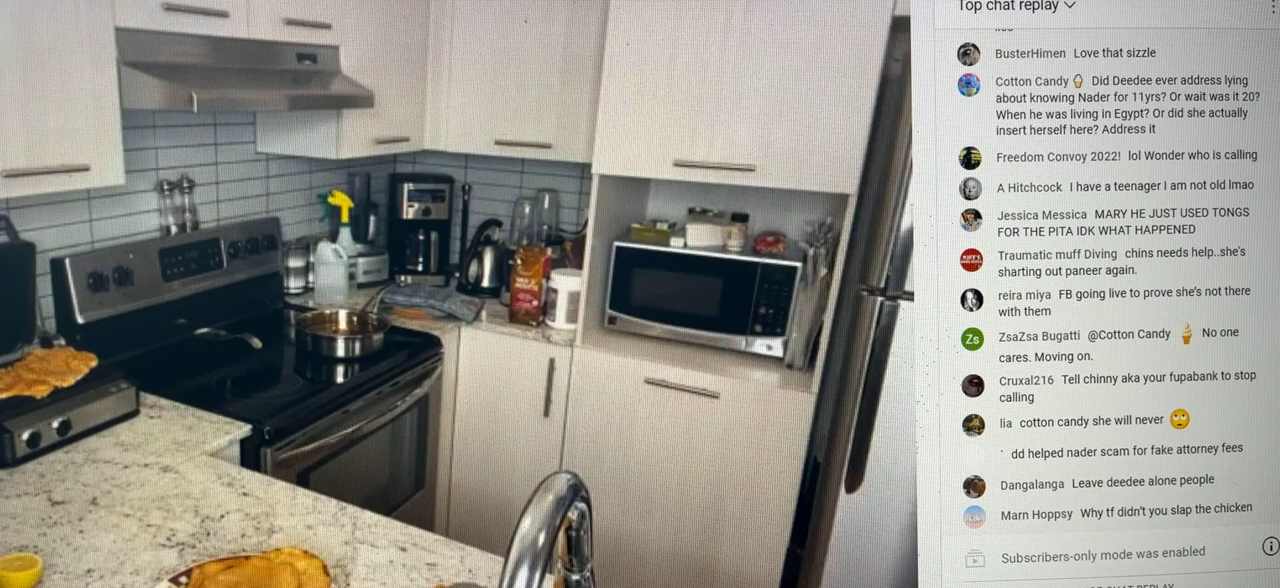 Top chat replay
BusterHimen Love that sizzle
Cotton Candy🍦 Did Deedee ever address lying
about knowing Nader for 11yrs? Or wait was it 20?
When he was living in Egypt? Or did she actually
insert herself here? Address it
Freedom Convoy 2022! lol Wonder who is calling
A Hitchcock I have a teenager I am not old lmao
Jessica Messica MARY HE JUST USED TONGS
FOR THE PITA IDK WHAT HAPPENED
Traumatic muff Diving chins needs help..she's
sharting out paneer again.
reira miya FB going live to prove she's not there
with them
Zs ZsaZsa Bugatti @Cotton Candy 🍦 No one
cares. Moving on.
Cruxal216 Tell chinny aka your fupabank to stop
calling
lia cotton candy she will never 🙄
dd helped nader scam for fake attorney fees
Dangalanga Leave deedee alone people
Marn Hoppsy Why tf didn't you slap the chicken
Subscribers-only mode was enabled
CHAT REPLAY